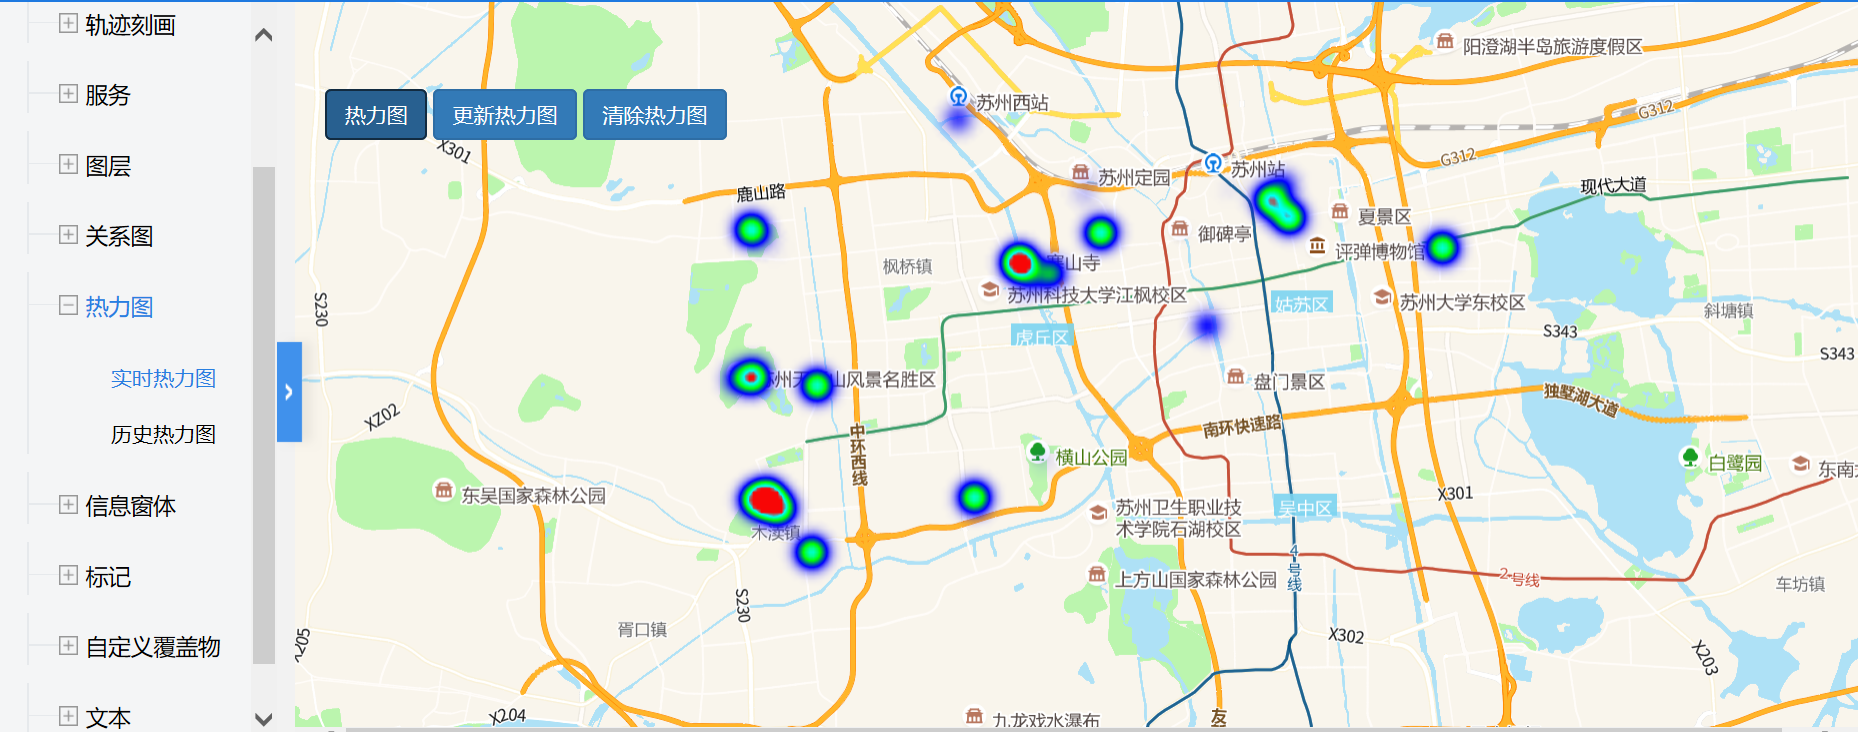 轨迹刻画
服务
图层
关系图
热力图
实时热力图
历史热力图
信息窗体
标记
自定义覆盖物
文本
热力图
更新热力图
清除热力图
阳澄湖半岛旅游度假区
苏州西站
G312
G312
X301
苏州定园
苏州站
鹿山路
现代大道
夏景区
御碑亭
评弹博物馆
枫桥镇
寒山寺
苏州科技大学江枫校区
姑苏区
苏州大学东校区
S230
虎丘区
斜塘镇
S343
S343
州天
山风景名胜区
盘门景区
独墅湖大道
XZ02
南环快速路
中环西线
横山公园
白鹭园
东南
东吴国家森林公园
X301
苏州卫生职业技
术学院石湖校区
吴中区
木渎镇
4号线
上方山国家森林公园
2号线
车坊镇
S230
胥口镇
X302
X205
X203
X204
九龙戏水瀑布
友